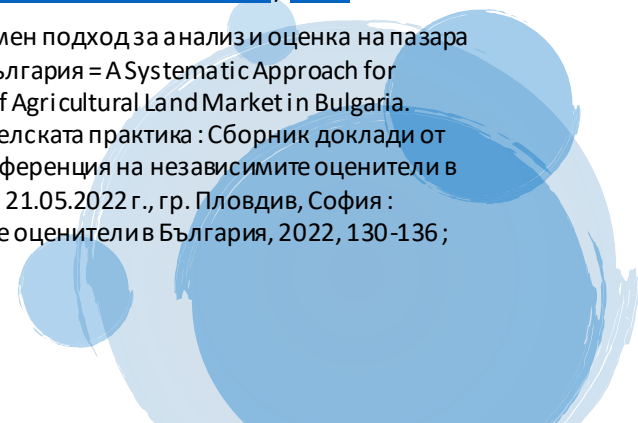 мен подход за анализ и оценка на пазара
ългария = A Systematic Approach for
f Agricultural Land Market in Bulgaria.
елската практика : Сборник доклади от
ференция на независимите оценители в
21.05.2022 г., гр. Пловдив, София :
е оценители в България, 2022, 130-136 ;